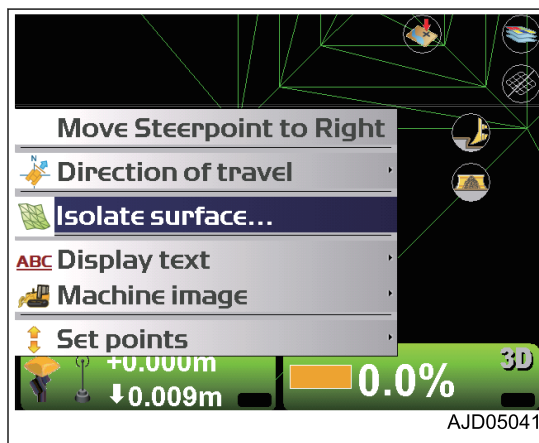 Move Steerpoint to Right
N
Direction of travel
Isolate surface...
ABC Display text
Machine image
Set points
+0.000m
0.009m
0.0%
3D
AJD05041